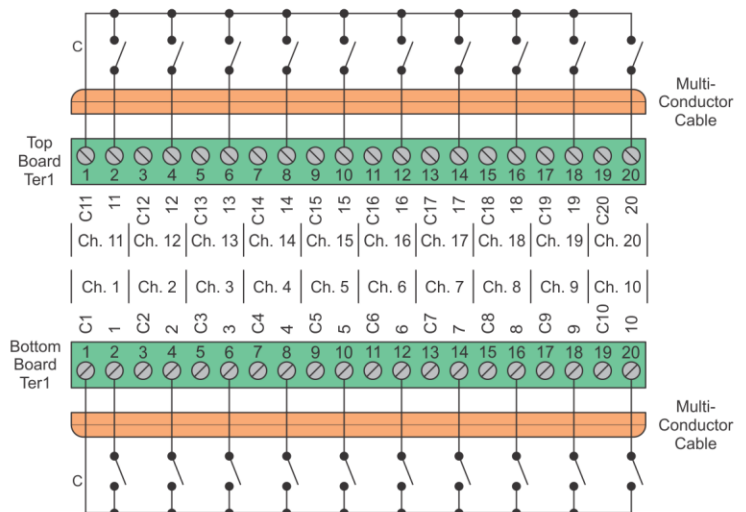 C
Multi-
Conductor
Cable
Top
Board
Ter1
1 2 3 4 5 6 7 8 9 10 11 12 13 14 15 16 17 18 19 20
C11 11 C12 12 C13 13 C14 14 C15 15 C16 16 C17 17 C18 18 C19 19 C20 20
Ch. 11 Ch. 12 Ch. 13 Ch. 14 Ch. 15 Ch. 16 Ch. 17 Ch. 18 Ch. 19 Ch. 20
Ch. 1 Ch. 2 Ch. 3 Ch. 4 Ch. 5 Ch. 6 Ch. 7 Ch. 8 Ch. 9 Ch. 10
C1 1 C2 2 C3 3 C4 4 C5 5 C6 6 C7 7 C8 8 C9 9 C10 10
Bottom
Board
Ter1
1 2 3 4 5 6 7 8 9 10 11 12 13 14 15 16 17 18 19 20
Multi-
Conductor
Cable
C